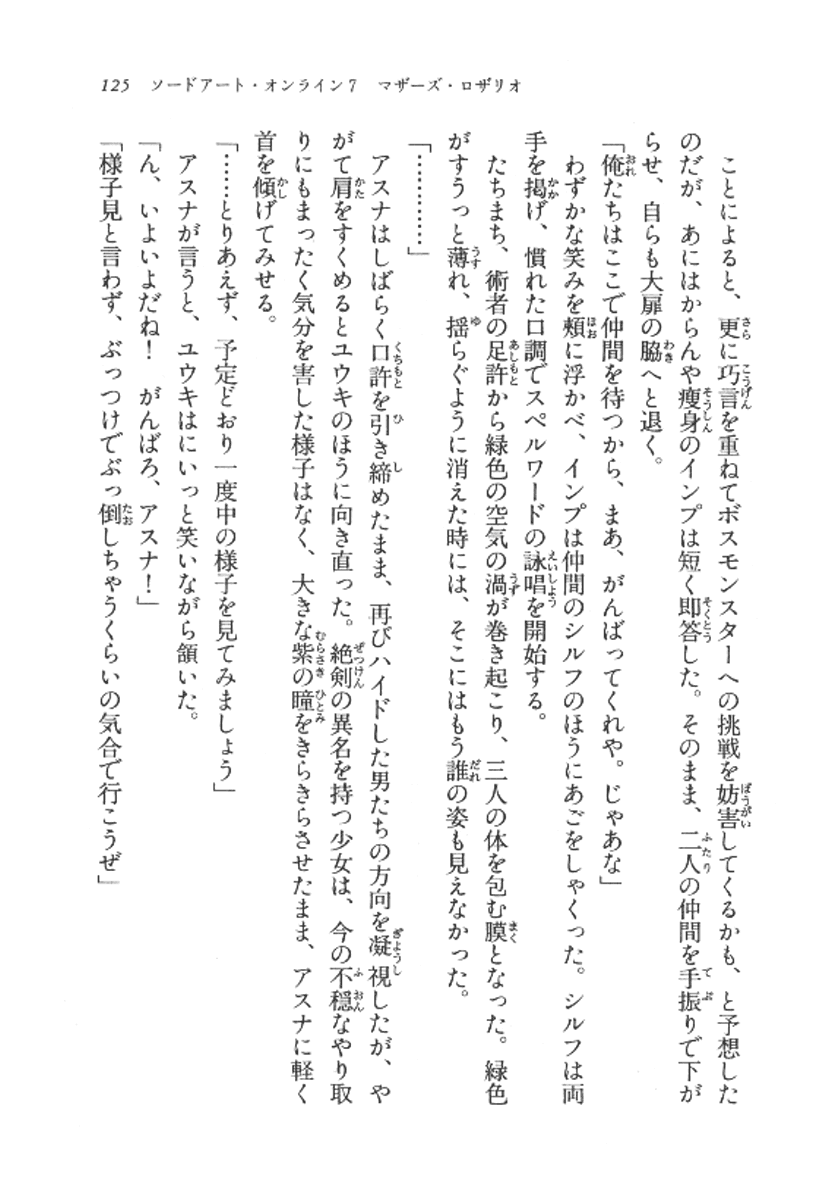 125　ソードアート・オンライン7　マザーズ・ロザリオ
　ことによると、更に巧言を重ねてボスモンスターへの挑戦を妨害してくるかも、と予想した
のだが、あにはからんや痩身のインプは短く即答した。そのまま、二人の仲間を手振りで下が
らせ、自らも大扉の脇へと退く。
「俺たちはここで仲間を待つから、まあ、がんばってくれや。じゃあな」
　わずかな笑みを頬に浮かべ、インプは仲間のシルフのほうにあごをしゃくった。シルフは両
手を掲げ、慣れた口調でスペルワードの詠唱を開始する。
　たちまち、術者の足許から緑色の空気の渦が巻き起こり、三人の体を包む膜となった。緑色
がすうっと薄れ、揺らぐように消えた時には、そこにはもう誰の姿も見えなかった。
「…………」
　アスナはしばらく口許を引き締めたまま、再びハイドした男たちの方向を凝視したが、や
がて肩をすくめるとユウキのほうに向き直った。絶剣の異名を持つ少女は、今の不穏なやり取
りにもまったく気分を害した様子はなく、大きな紫の瞳をきらきらさせたまま、アスナに軽く
首を傾げてみせる。
「……とりあえず、予定どおり一度中の様子を見てみましょう」
　アスナが言うと、ユウキはにいっと笑いながら頷いた。
「ん、いよいよだね！　がんばろ、アスナ！」
「様子見と言わず、ぶっつけでぶっ倒しちゃうくらいの気合で行こうぜ」